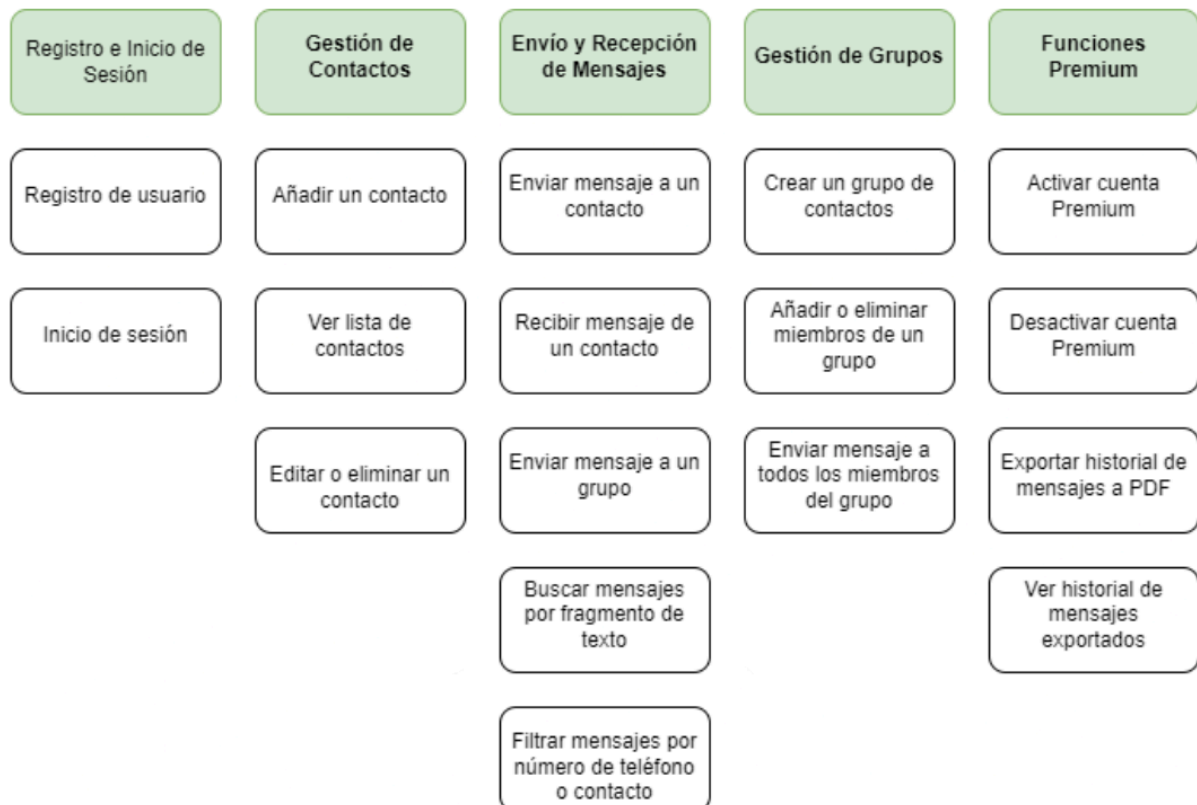 Registro e Inicio de
Sesión
Gestión de
Contactos
Envío y Recepción
de Mensajes
Gestión de Grupos
Funciones
Premium
Registro de usuario
Añadir un contacto
Enviar mensaje a un
contacto
Crear un grupo de
contactos
Activar cuenta
Premium
Inicio de sesión
Ver lista de
contactos
Recibir mensaje de
un contacto
Añadir o eliminar
miembros de un
grupo
Desactivar cuenta
Premium
Editar o eliminar un
contacto
Enviar mensaje a un
grupo
Enviar mensaje a
todos los miembros
del grupo
Exportar historial de
mensajes a PDF
Buscar mensajes
por fragmento de
texto
Ver historial de
mensajes
exportados
Filtrar mensajes por
número de teléfono
o contacto